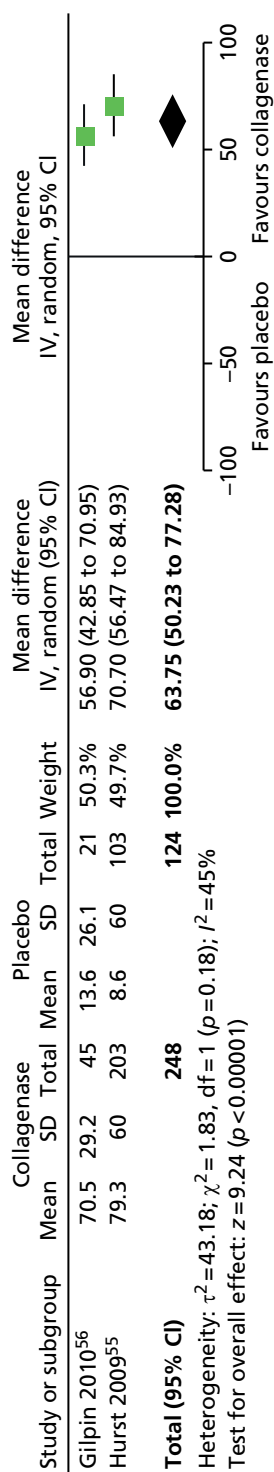 Collagenase Placebo Mean difference Mean difference
Study or subgroup Mean SD Total Mean SD Total Weight IV, random (95% CI) IV, random, 95% CI
Gilpin 2010⁵⁶ 70.5 29.2 45 13.6 26.1 21 50.3% 56.90 (42.85 to 70.95)
Hurst 2009⁵⁵ 79.3 60 203 8.6 60 103 49.7% 70.70 (56.47 to 84.93)
Total (95% CI) 248 124 100.0% 63.75 (50.23 to 77.28)
Heterogeneity: τ²=43.18; χ²=1.83, df=1 (p=0.18); I²=45%
Test for overall effect: z=9.24 (p<0.00001)
−100 −50 0 50 100
Favours placebo Favours collagenase